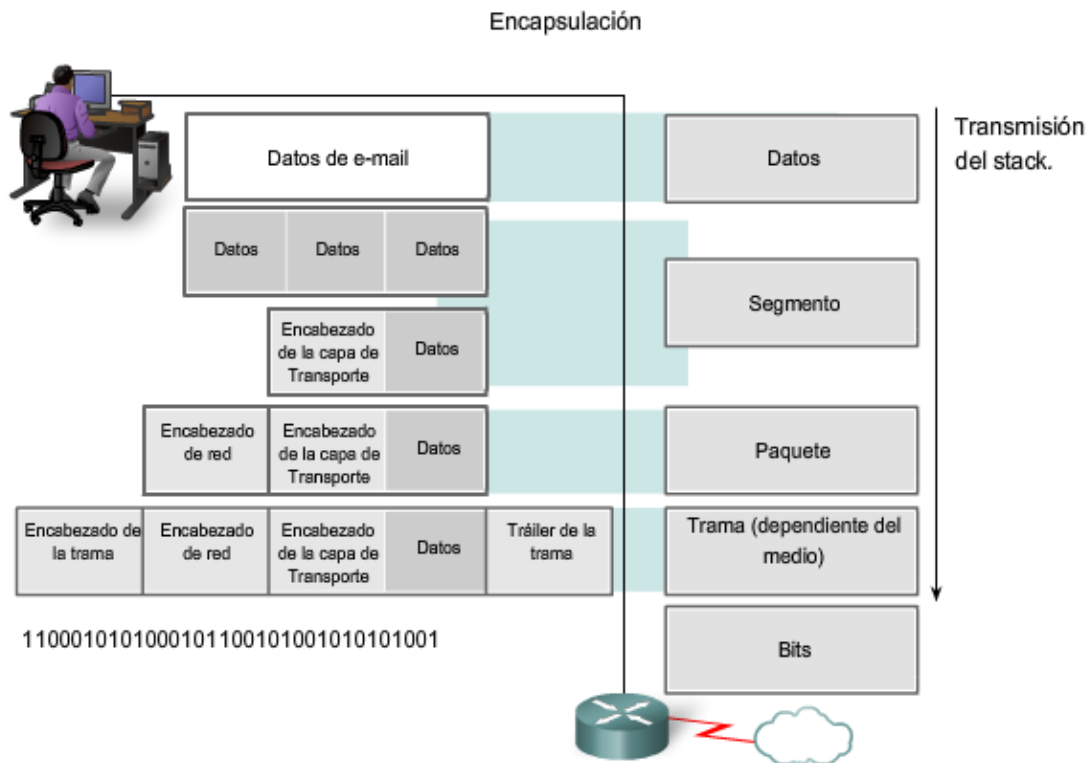 Encapsulación
Transmisión
del stack.
Datos de e-mail
Datos
Datos
Datos
Datos
Segmento
Encabezado
de la capa de
Transporte
Datos
Encabezado
de red
Encabezado
de la capa de
Transporte
Datos
Paquete
Encabezado de
la trama
Encabezado
de red
Encabezado
de la capa de
Transporte
Datos
Tráiler de la
trama
Trama (dependiente del
medio)
1100010101000101100101001010101001
Bits